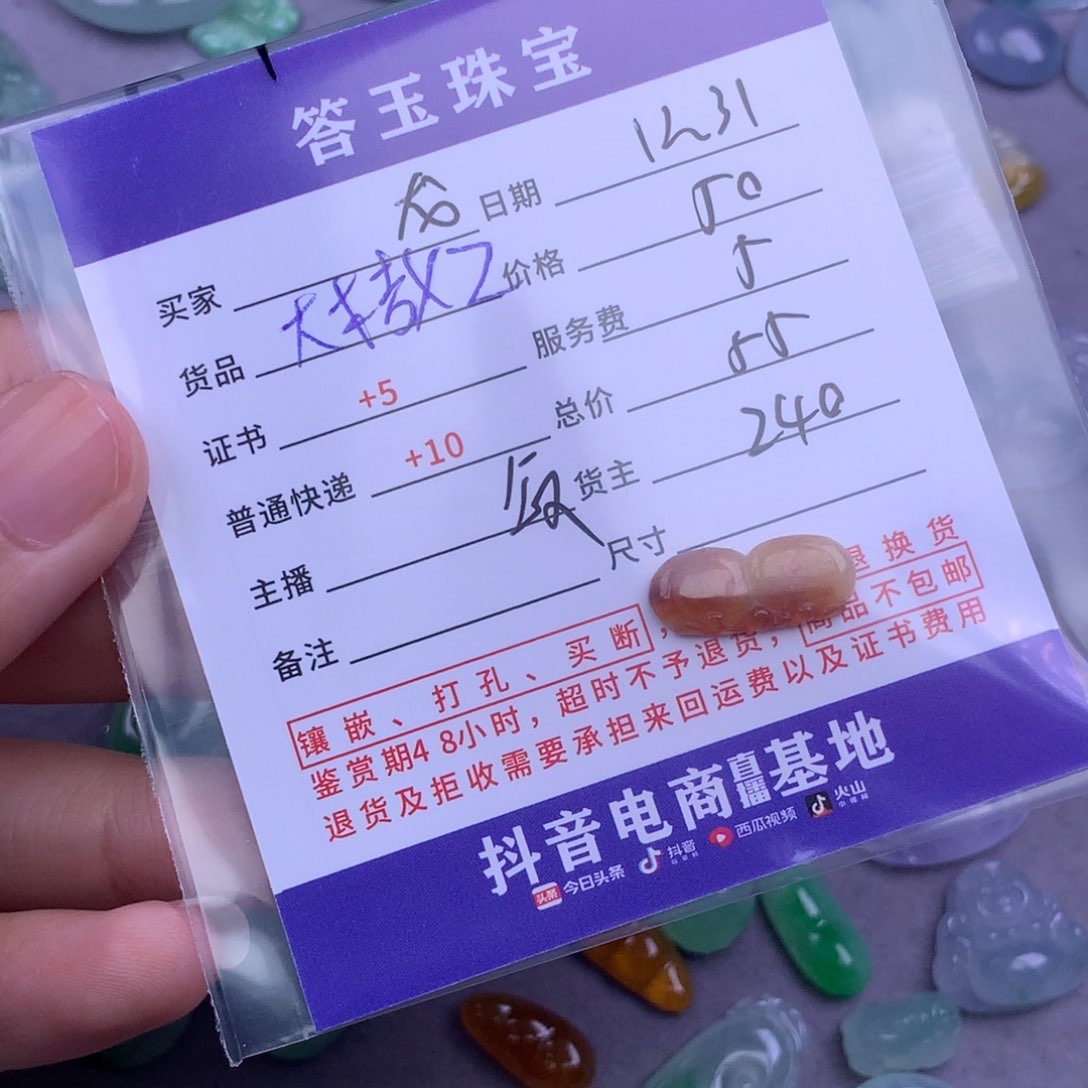 答玉珠宝
买家 日期 1231
货品 价格 50
证书 +5 服务费 5
普通快递 +10 总价 55
主播 货主 240
备注 尺寸
镶嵌、打孔、买断, 退换货
鉴赏期48小时,超时不予退货,商品不包邮
退货及拒收需要承担来回运费以及证书费用
抖音电商直播基地
头条 今日头条 抖音 西瓜视频 火山